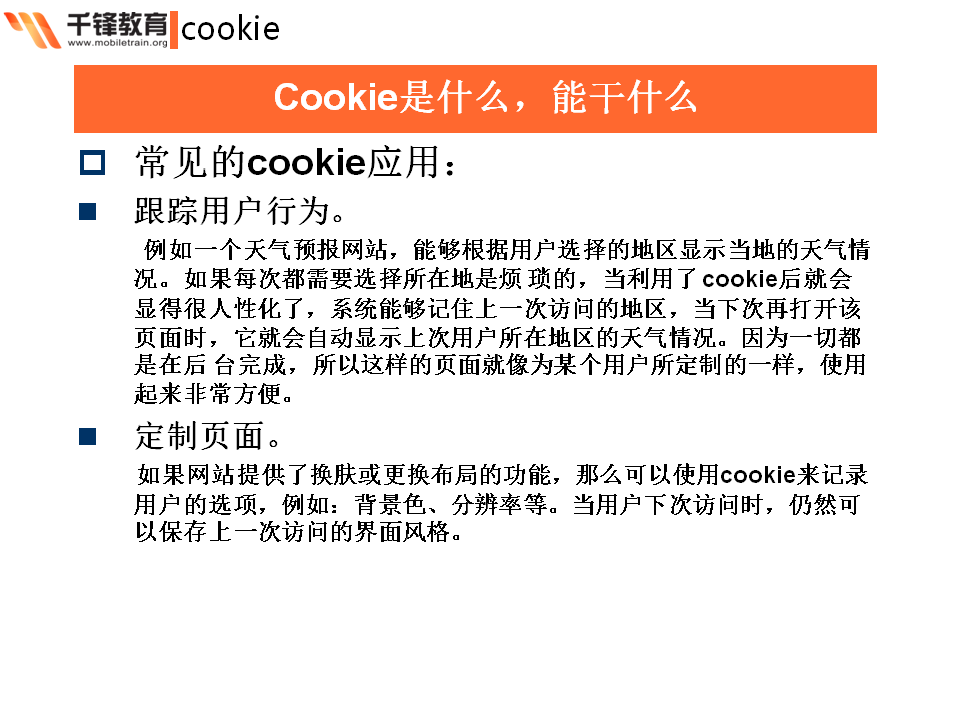 千锋教育 cookie
www.mobiletrain.org
Cookie是什么，能干什么
常见的cookie应用：
跟踪用户行为。
例如一个天气预报网站，能够根据用户选择的地区显示当地的天气情
况。如果每次都需要选择所在地是烦 琐的，当利用了cookie后就会
显得很人性化了，系统能够记住上一次访问的地区，当下次再打开该
页面时，它就会自动显示上次用户所在地区的天气情况。因为一切都
是在后 台完成，所以这样的页面就像为某个用户所定制的一样，使用
起来非常方便。
定制页面。
如果网站提供了换肤或更换布局的功能，那么可以使用cookie来记录
用户的选项，例如：背景色、分辨率等。当用户下次访问时，仍然可
以保存上一次访问的界面风格。